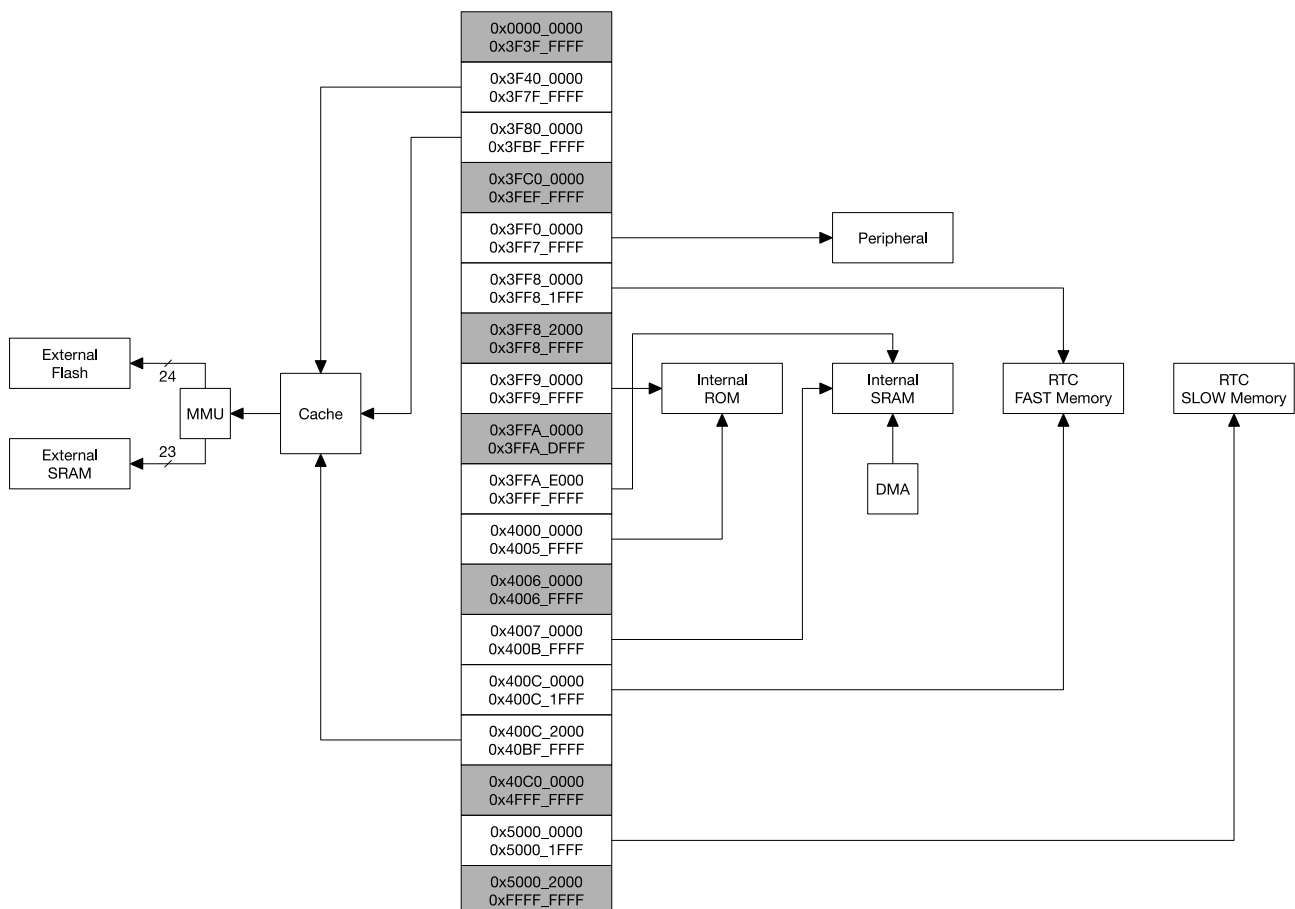 0x0000_0000
0x3F3F_FFFF
0x3F40_0000
0x3F7F_FFFF
0x3F80_0000
0x3FBF_FFFF
0x3FC0_0000
0x3FEF_FFFF
0x3FF0_0000
0x3FF7_FFFF
Peripheral
0x3FF8_0000
0x3FF8_1FFF
0x3FF8_2000
0x3FF8_FFFF
External
Flash
24
MMU
Cache
External
SRAM
23
0x3FF9_0000
0x3FF9_FFFF
Internal
ROM
Internal
SRAM
RTC
FAST Memory
RTC
SLOW Memory
0x3FFA_0000
0x3FFA_DFFF
0x3FFA_E000
0x3FFF_FFFF
DMA
0x4000_0000
0x4005_FFFF
0x4006_0000
0x4006_FFFF
0x4007_0000
0x400B_FFFF
0x400C_0000
0x400C_1FFF
0x400C_2000
0x40BF_FFFF
0x40C0_0000
0x4FFF_FFFF
0x5000_0000
0x5000_1FFF
0x5000_2000
0xFFFF_FFFF